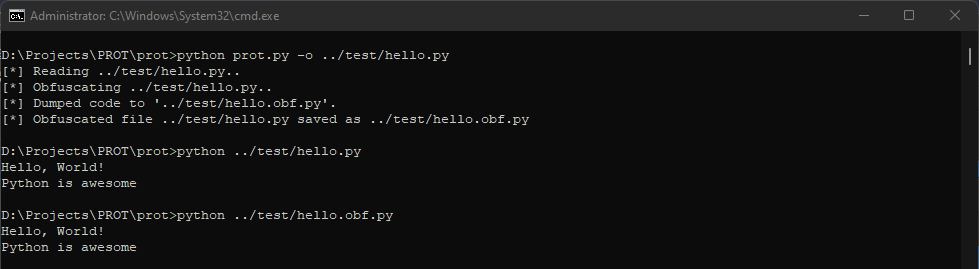 Administrator: C:\Windows\System32\cmd.exe
D:\Projects\PROT\prot>python prot.py -o ../test/hello.py
[*] Reading ../test/hello.py..
[*] Obfuscating ../test/hello.py..
[*] Dumped code to '../test/hello.obf.py'.
[*] Obfuscated file ../test/hello.py saved as ../test/hello.obf.py
D:\Projects\PROT\prot>python ../test/hello.py
Hello, World!
Python is awesome
D:\Projects\PROT\prot>python ../test/hello.obf.py
Hello, World!
Python is awesome